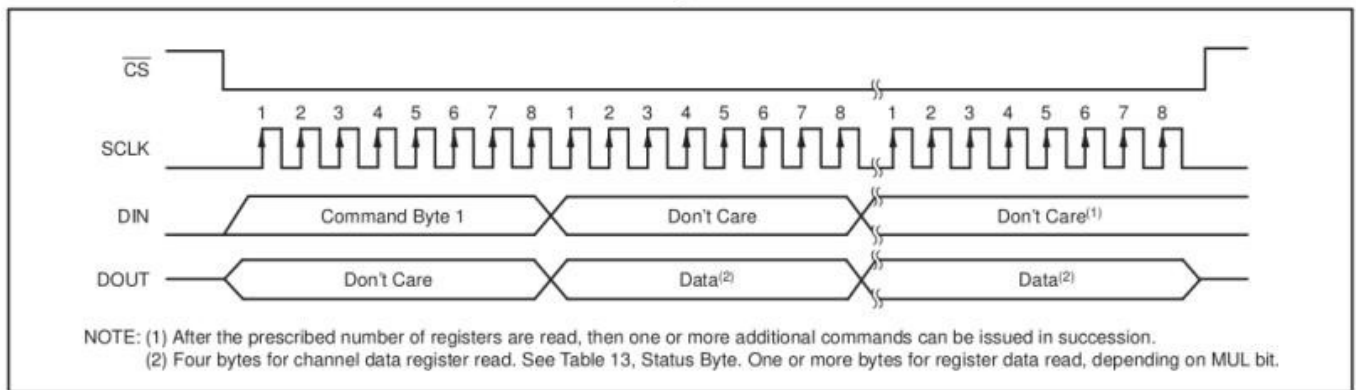 CS
1 2 3 4 5 6 7 8 1 2 3 4 5 6 7 8 1 2 3 4 5 6 7 8
SCLK
DIN Command Byte 1 Don't Care Don't Care(1)
DOUT Don't Care Data(2) Data(2)
NOTE: (1) After the prescribed number of registers are read, then one or more additional commands can be issued in succession.
(2) Four bytes for channel data register read. See Table 13, Status Byte. One or more bytes for register data read, depending on MUL bit.